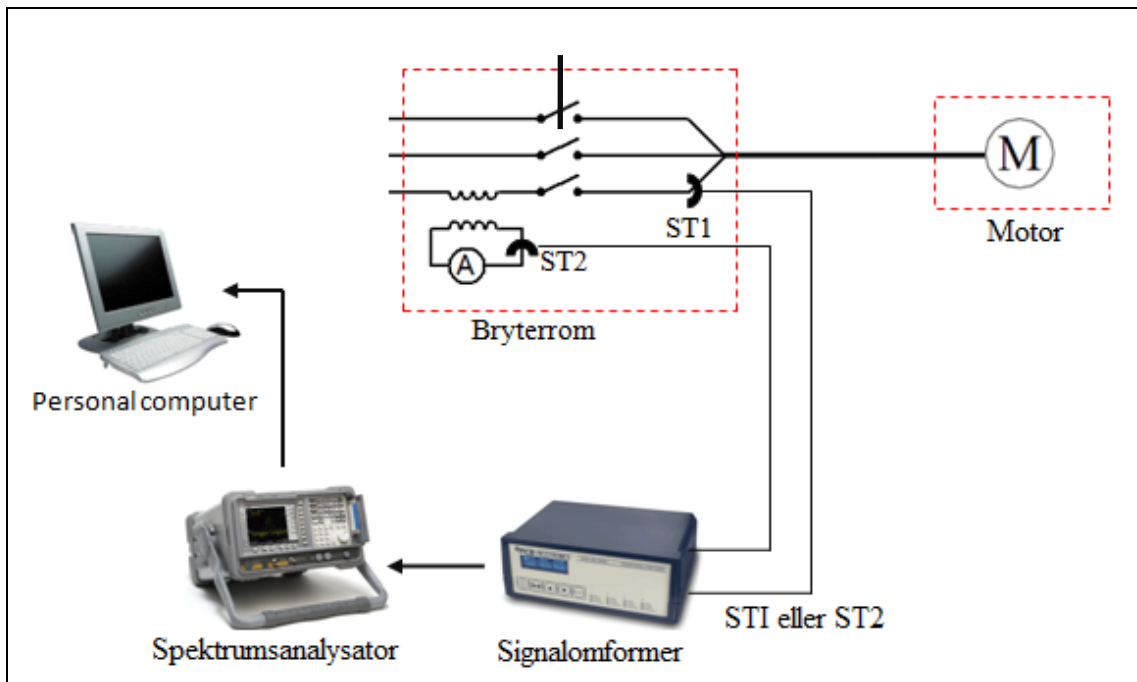 M
ST1
Motor
A
ST2
Bryterrom
Personal computer
STI eller ST2
Spektrumsanalysator
Signalomformer